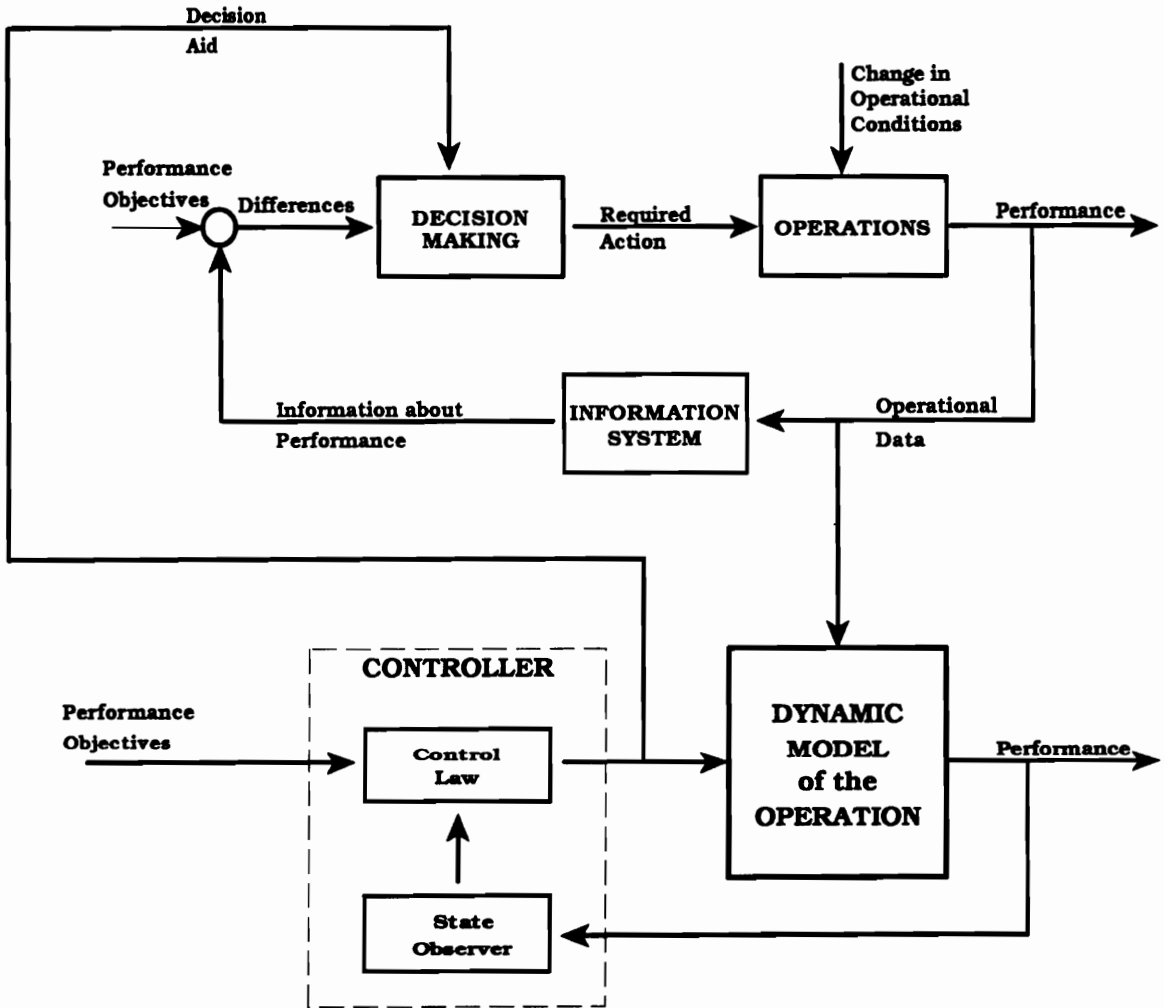 Decision
Aid
Change in
Operational
Conditions
Performance
Objectives
Differences
DECISION
MAKING
Required
Action
OPERATIONS
Performance
Information about
Performance
INFORMATION
SYSTEM
Operational
Data
CONTROLLER
Performance
Objectives
Control
Law
DYNAMIC
MODEL
of the
OPERATION
Performance
State
Observer